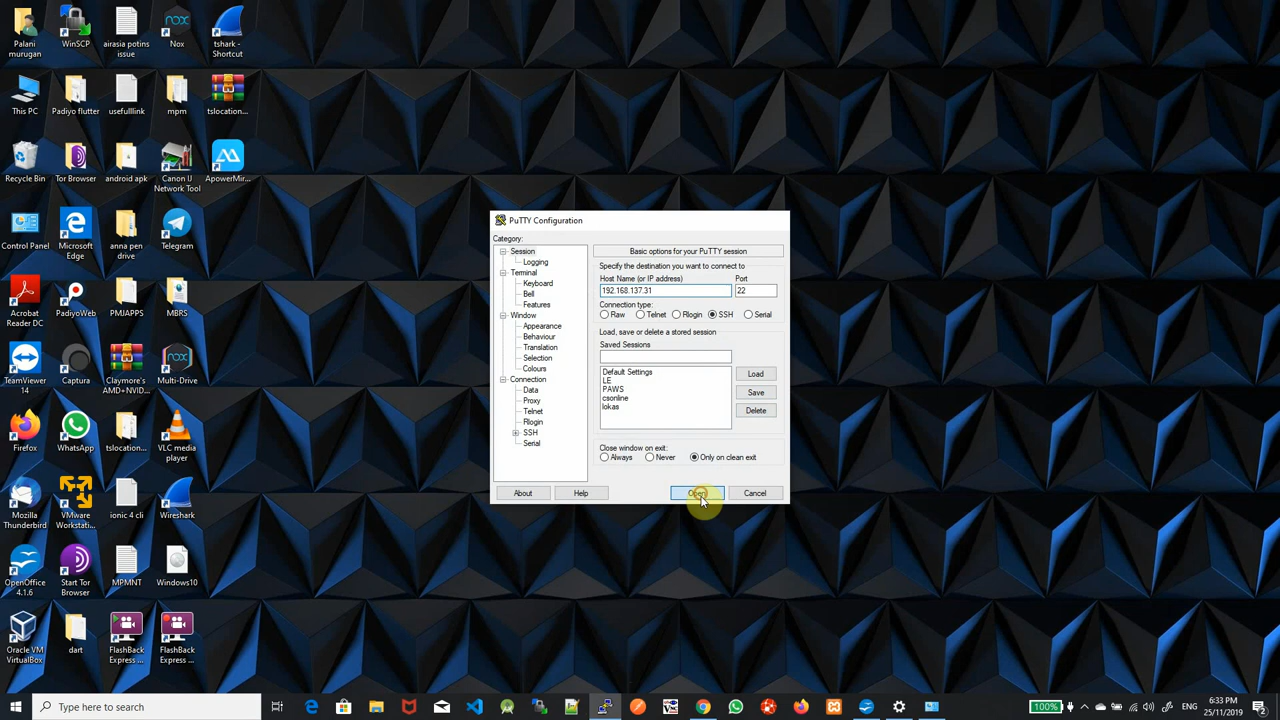 Palani
murugan
WinSCP
airasia potins
issue
Nox
tshark -
Shortcut
This PC
Padiyo flutter
usefulllink
mpm
tslocation...
Recycle Bin
Tor Browser
android apk
Canon IJ
Network Tool
ApowerMir...
Control Panel
Microsoft
Edge
anna pen
drive
Telegram
Acrobat
Reader DC
PadiyoWeb
PMJAPPS
MBRS
TeamViewer
14
Captura
Claymore's
AMD+NVID...
Multi-Drive
Firefox
WhatsApp
tslocation...
VLC media
player
Mozilla
Thunderbird
VMware
Workstati...
ionic 4 cli
Wireshark
OpenOffice
4.1.6
Start Tor
Browser
MPMNT
Windows10
Oracle VM
VirtualBox
dart
FlashBack
Express ...
FlashBack
Express ...
PuTTY Configuration
Category:
Session
Logging
Terminal
Keyboard
Bell
Features
Window
Appearance
Behaviour
Translation
Selection
Colours
Connection
Data
Proxy
Telnet
Rlogin
SSH
Serial
Basic options for your PuTTY session
Specify the destination you want to connect to
Host Name (or IP address) Port
192.168.137.31 22
Connection type:
Raw Telnet Rlogin SSH Serial
Load, save or delete a stored session
Saved Sessions
Default Settings
LE
PAWS
csonline
lokas
Load
Save
Delete
Close window on exit:
Always Never Only on clean exit
About Help Open Cancel
Type here to search
100%
6:33 PM
25/11/2019
2